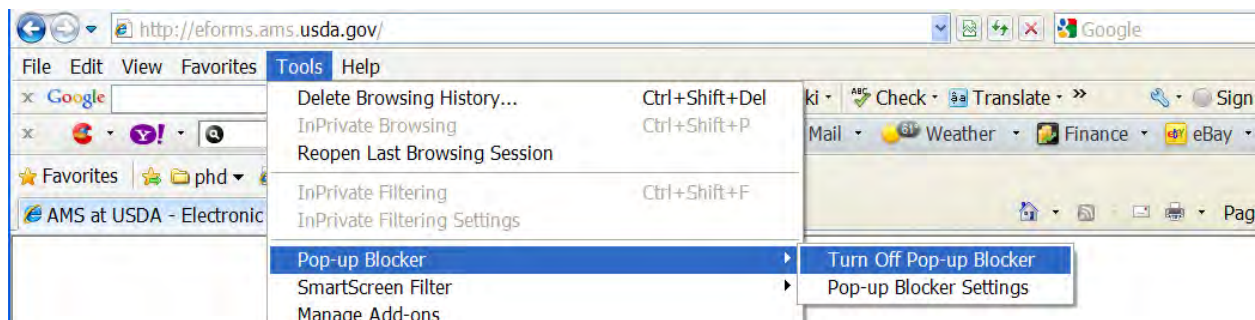 http://eforms.ams.usda.gov/ Google
File Edit View Favorites Tools Help
x Google ki Check Translate >> Sign
x Y! Mail Weather Finance eBay
Favorites phd
AMS at USDA - Electronic Pag
Delete Browsing History... Ctrl+Shift+Del
InPrivate Browsing Ctrl+Shift+P
Reopen Last Browsing Session
InPrivate Filtering Ctrl+Shift+F
InPrivate Filtering Settings
Pop-up Blocker Turn Off Pop-up Blocker
SmartScreen Filter Pop-up Blocker Settings
Manage Add-ons